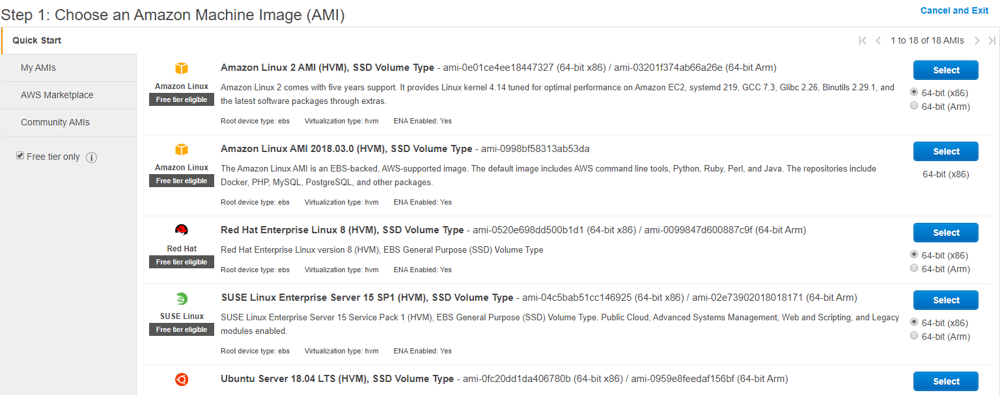 Step 1: Choose an Amazon Machine Image (AMI)
Cancel and Exit
Quick Start
My AMIs
AWS Marketplace
Community AMIs
Free tier only
1 to 18 of 18 AMIs
Amazon Linux
Free tier eligible
Amazon Linux 2 AMI (HVM), SSD Volume Type - ami-0e01ce4ee18447327 (64-bit x86) / ami-03201f374ab66a26e (64-bit Arm)
Amazon Linux 2 comes with five years support. It provides Linux kernel 4.14 tuned for optimal performance on Amazon EC2, systemd 219, GCC 7.3, Glibc 2.26, Binutils 2.29.1, and
the latest software packages through extras.
Root device type: ebs Virtualization type: hvm ENA Enabled: Yes
Select
64-bit (x86)
64-bit (Arm)
Amazon Linux
Free tier eligible
Amazon Linux AMI 2018.03.0 (HVM), SSD Volume Type - ami-0998bf58313ab53da
The Amazon Linux AMI is an EBS-backed, AWS-supported image. The default image includes AWS command line tools, Python, Ruby, Perl, and Java. The repositories include
Docker, PHP, MySQL, PostgreSQL, and other packages.
Root device type: ebs Virtualization type: hvm ENA Enabled: Yes
Select
64-bit (x86)
Red Hat
Free tier eligible
Red Hat Enterprise Linux 8 (HVM), SSD Volume Type - ami-0520e698dd500b1d1 (64-bit x86) / ami-0099847d600887c9f (64-bit Arm)
Red Hat Enterprise Linux version 8 (HVM), EBS General Purpose (SSD) Volume Type
Root device type: ebs Virtualization type: hvm ENA Enabled: Yes
Select
64-bit (x86)
64-bit (Arm)
SUSE Linux
Free tier eligible
SUSE Linux Enterprise Server 15 SP1 (HVM), SSD Volume Type - ami-04c5bab51cc146925 (64-bit x86) / ami-02e73902018018171 (64-bit Arm)
SUSE Linux Enterprise Server 15 Service Pack 1 (HVM), EBS General Purpose (SSD) Volume Type. Public Cloud, Advanced Systems Management, Web and Scripting, and Legacy
modules enabled.
Root device type: ebs Virtualization type: hvm ENA Enabled: Yes
Select
64-bit (x86)
64-bit (Arm)
Ubuntu Server 18.04 LTS (HVM), SSD Volume Type - ami-0fc20dd1da406780b (64-bit x86) / ami-0959e8feedaf156bf (64-bit Arm)
Select